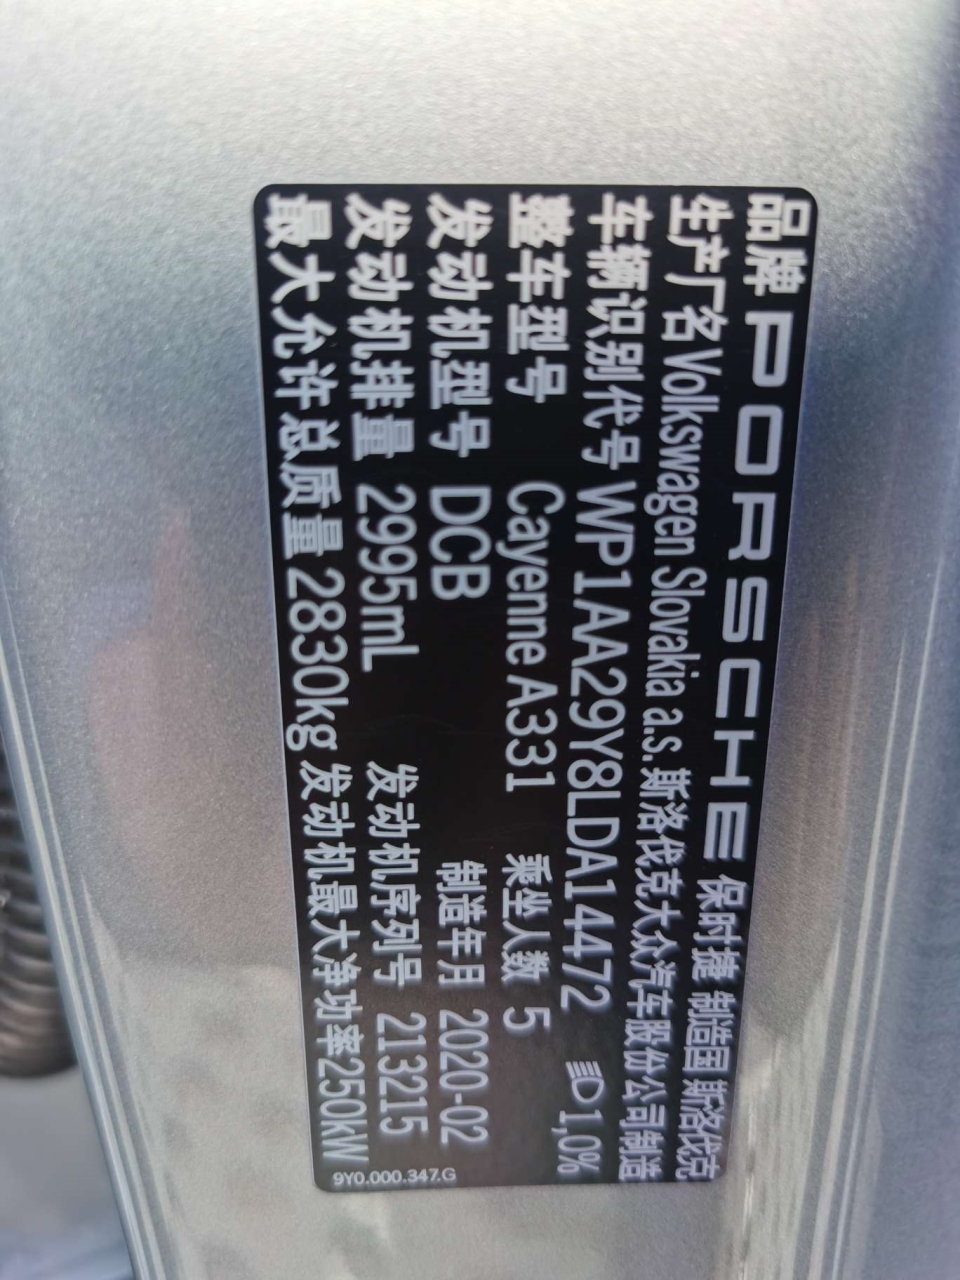 品牌 PORSCHE 保时捷 制造国 斯洛伐克
生产厂名 Volkswagen Slovakia a.s. 斯洛伐克大众汽车股份公司制造
车辆识别代号 WP1AA29Y8LDA14472 1,0%
整车型号 Cayenne A331 乘坐人数 5
发动机型号 DCB 制造年月 2020-02
发动机排量 2995mL 发动机序列号 213215
最大允许总质量 2830kg 发动机最大净功率 250kW
9Y0.000.347.G